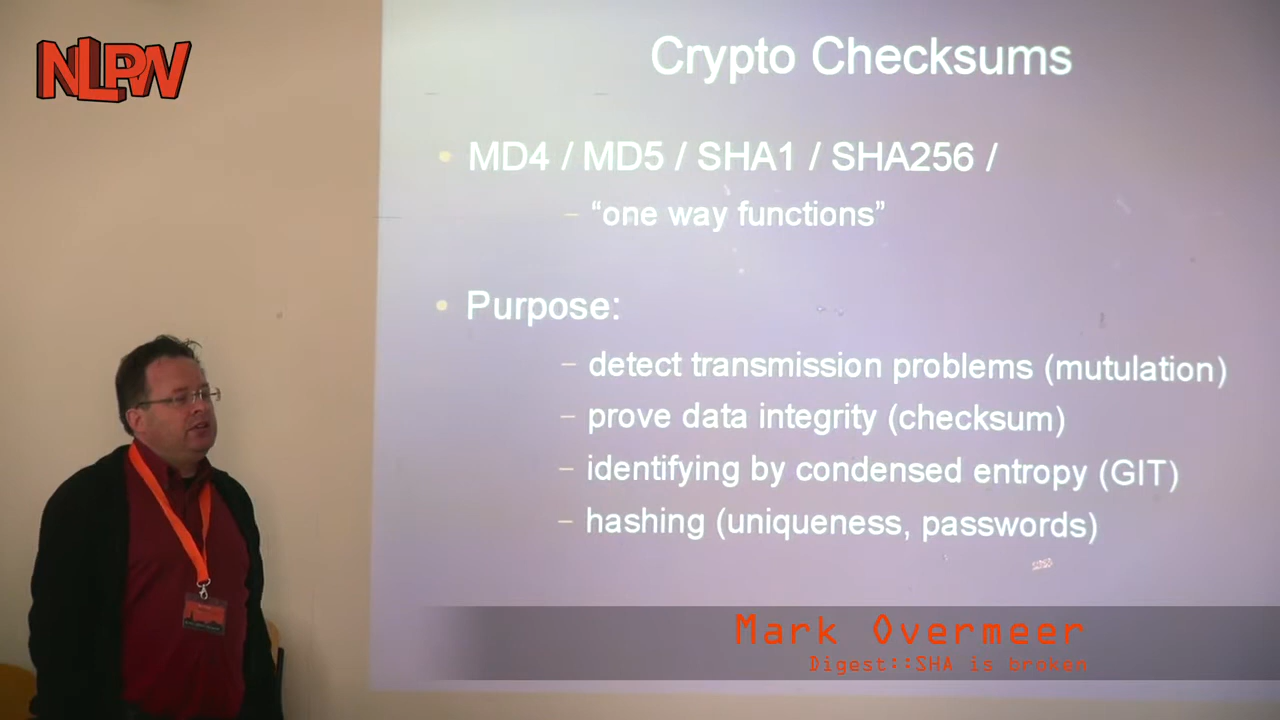 NLPW
Crypto Checksums
MD4 / MD5 / SHA1 / SHA256 /
– “one way functions”
Purpose:
– detect transmission problems (mutulation)
– prove data integrity (checksum)
– identifying by condensed entropy (GIT)
– hashing (uniqueness, passwords)
Mark Overmeer
Digest::SHA is broken